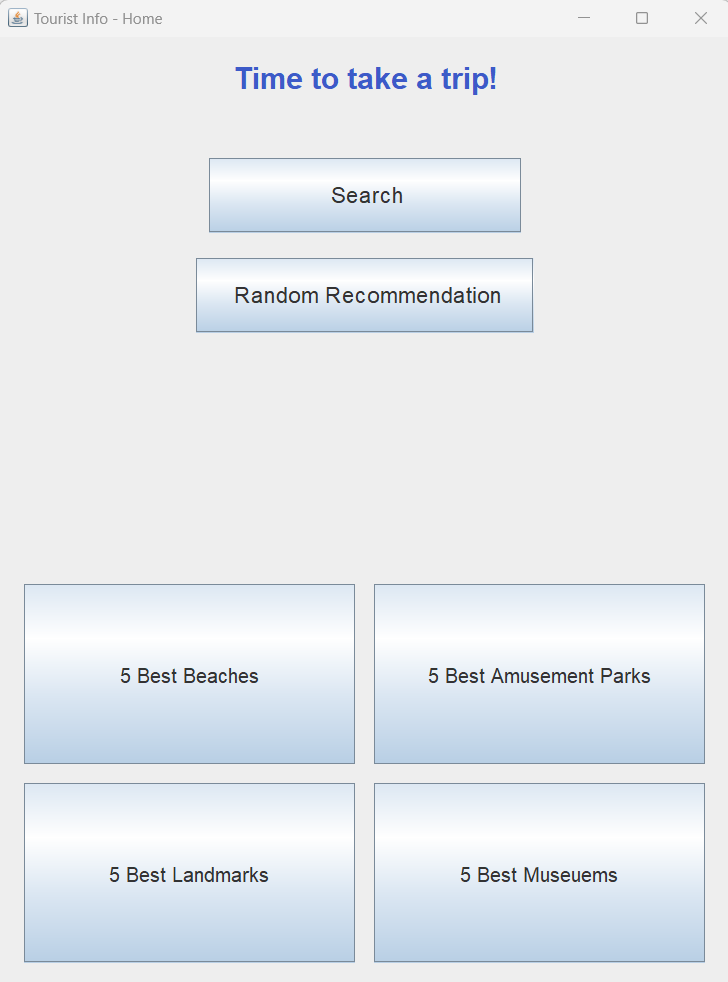 Tourist Info - Home
Time to take a trip!
Search
Random Recommendation
5 Best Beaches
5 Best Amusement Parks
5 Best Landmarks
5 Best Museuems